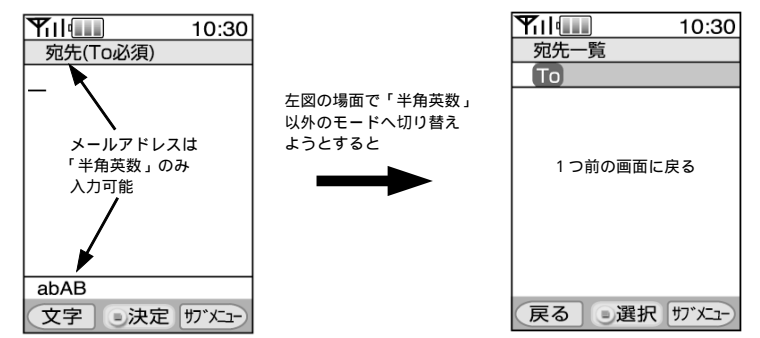 10:30
宛先(To必須)
メールアドレスは
「半角英数」のみ
入力可能
abAB
文字 決定 ｻﾌﾞﾒﾆｭｰ
左図の場面で「半角英数」
以外のモードへ切り替え
ようとすると
10:30
宛先一覧
To
１つ前の画面に戻る
戻る 選択 ｻﾌﾞﾒﾆｭｰ